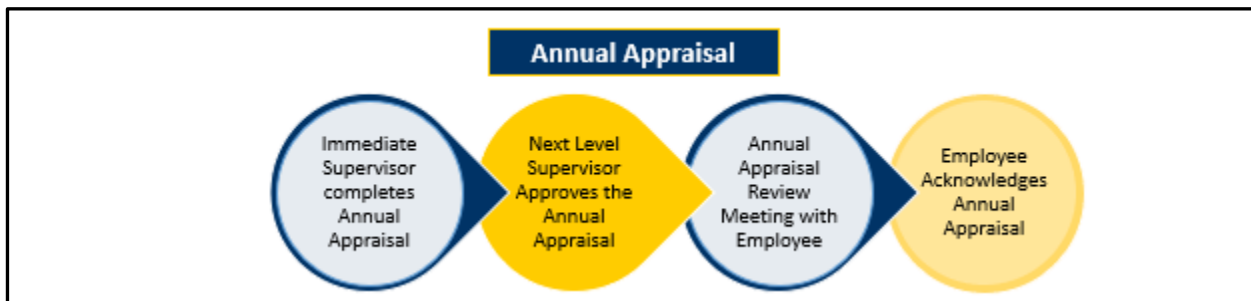 Annual Appraisal
Immediate
Supervisor
completes
Annual
Appraisal
Next Level
Supervisor
Approves the
Annual
Appraisal
Annual
Appraisal
Review
Meeting with
Employee
Employee
Acknowledges
Annual
Appraisal